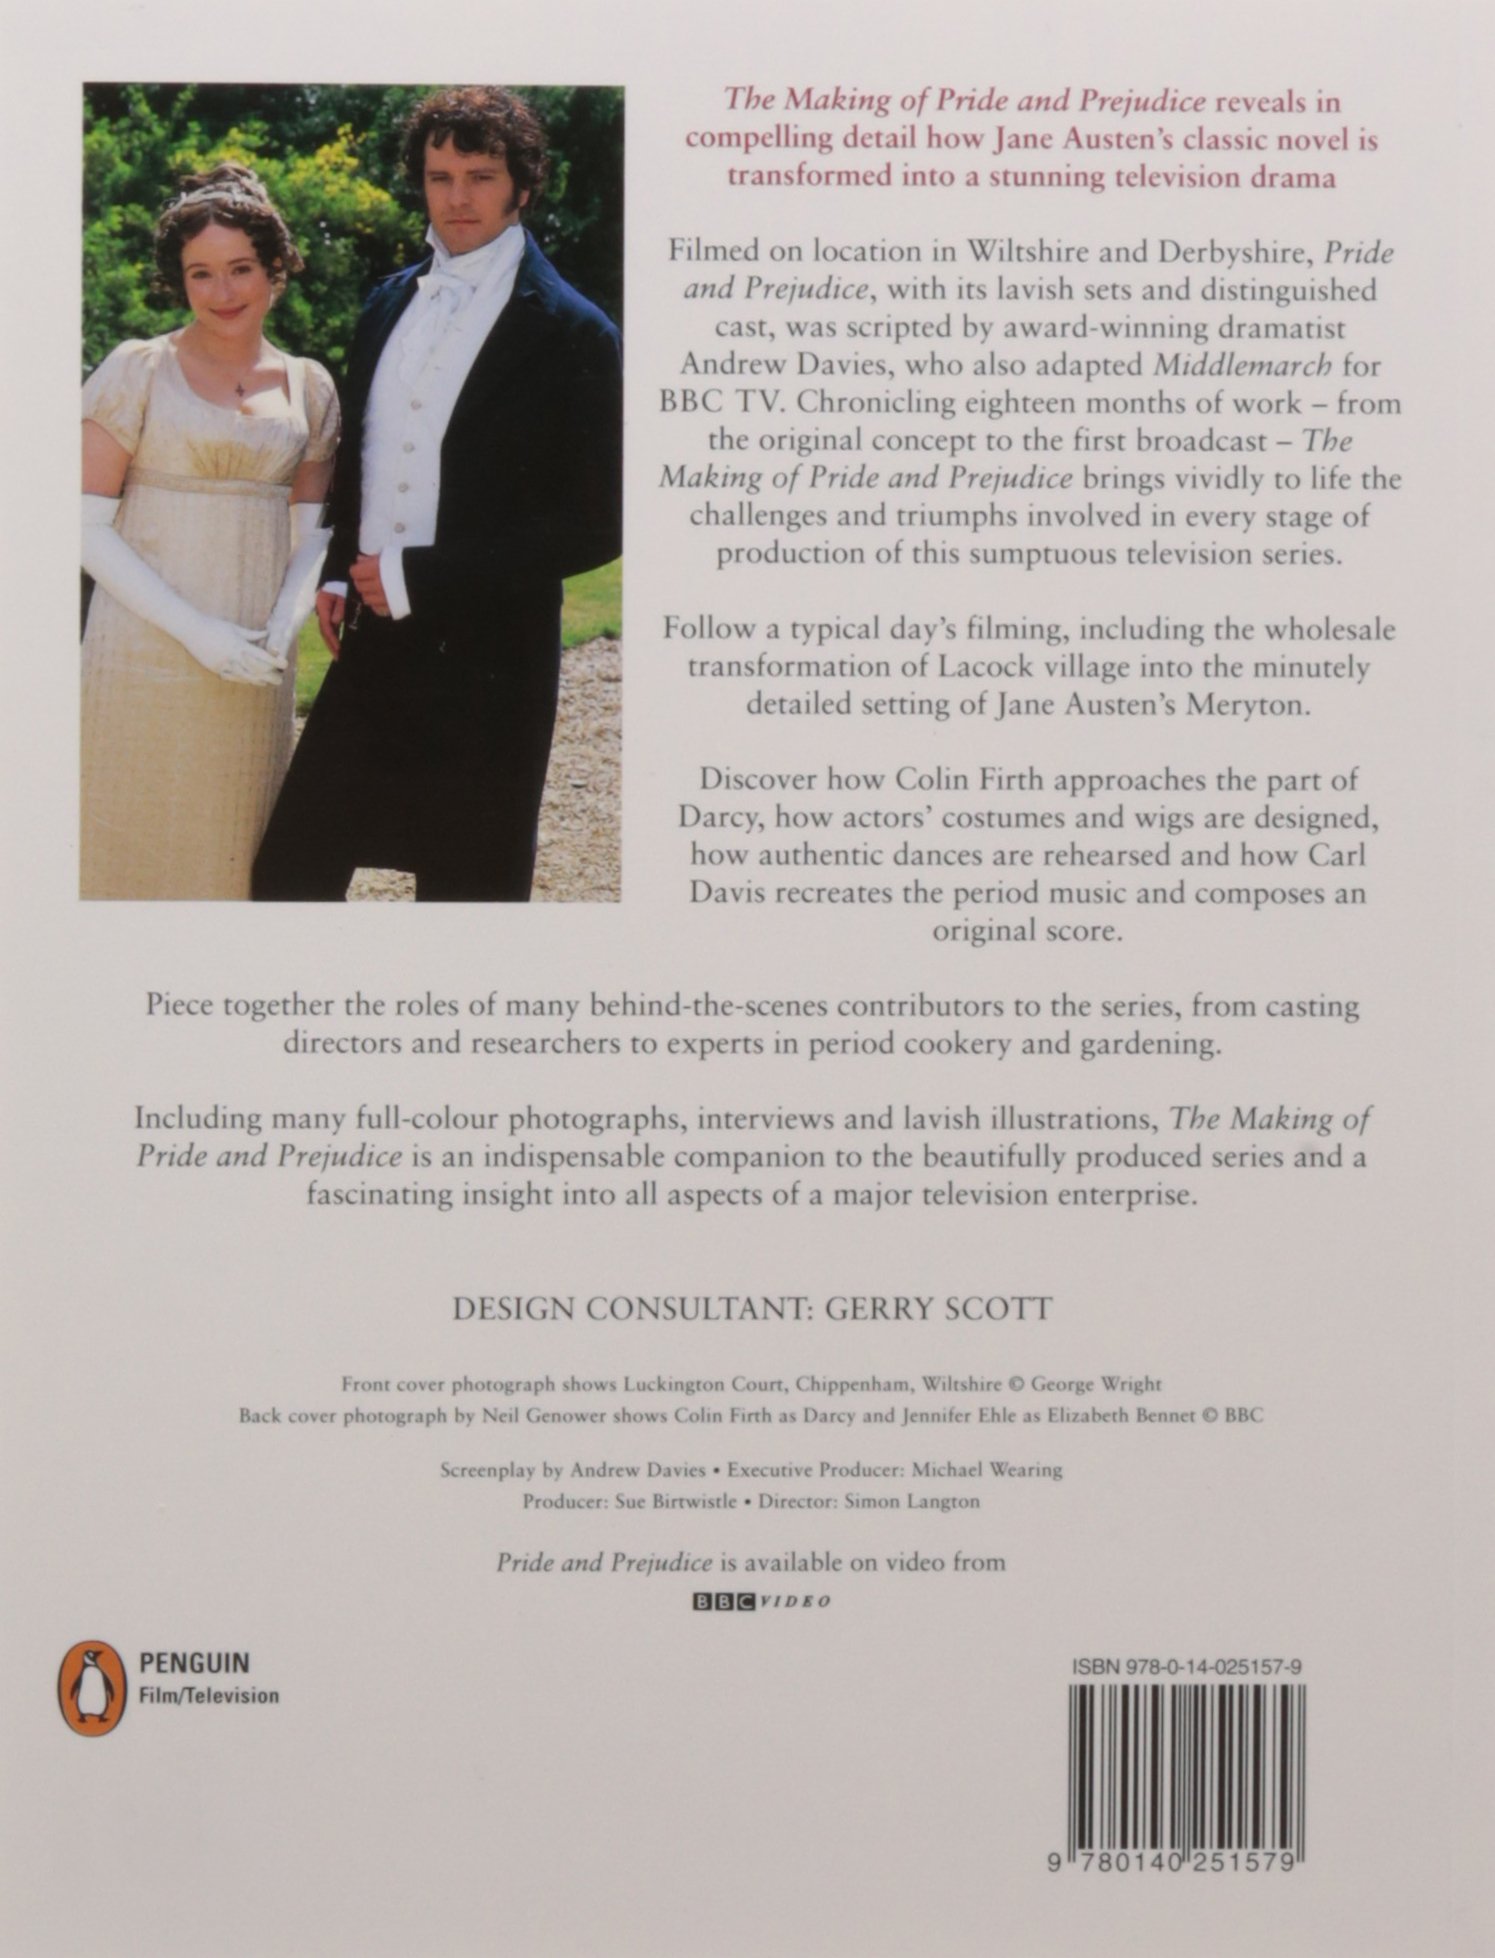 The Making of Pride and Prejudice reveals in
compelling detail how Jane Austen's classic novel is
transformed into a stunning television drama
Filmed on location in Wiltshire and Derbyshire, Pride
and Prejudice, with its lavish sets and distinguished
cast, was scripted by award-winning dramatist
Andrew Davies, who also adapted Middlemarch for
BBC TV. Chronicling eighteen months of work – from
the original concept to the first broadcast – The
Making of Pride and Prejudice brings vividly to life the
challenges and triumphs involved in every stage of
production of this sumptuous television series.
Follow a typical day's filming, including the wholesale
transformation of Lacock village into the minutely
detailed setting of Jane Austen's Meryton.
Discover how Colin Firth approaches the part of
Darcy, how actors' costumes and wigs are designed,
how authentic dances are rehearsed and how Carl
Davis recreates the period music and composes an
original score.
Piece together the roles of many behind-the-scenes contributors to the series, from casting
directors and researchers to experts in period cookery and gardening.
Including many full-colour photographs, interviews and lavish illustrations, The Making of
Pride and Prejudice is an indispensable companion to the beautifully produced series and a
fascinating insight into all aspects of a major television enterprise.
DESIGN CONSULTANT: GERRY SCOTT
Front cover photograph shows Luckington Court, Chippenham, Wiltshire © George Wright
Back cover photograph by Neil Genower shows Colin Firth as Darcy and Jennifer Ehle as Elizabeth Bennet © BBC
Screenplay by Andrew Davies • Executive Producer: Michael Wearing
Producer: Sue Birtwistle • Director: Simon Langton
Pride and Prejudice is available on video from
BBC VIDEO
PENGUIN
Film/Television
ISBN 978-0-14-025157-9
9 780140 251579